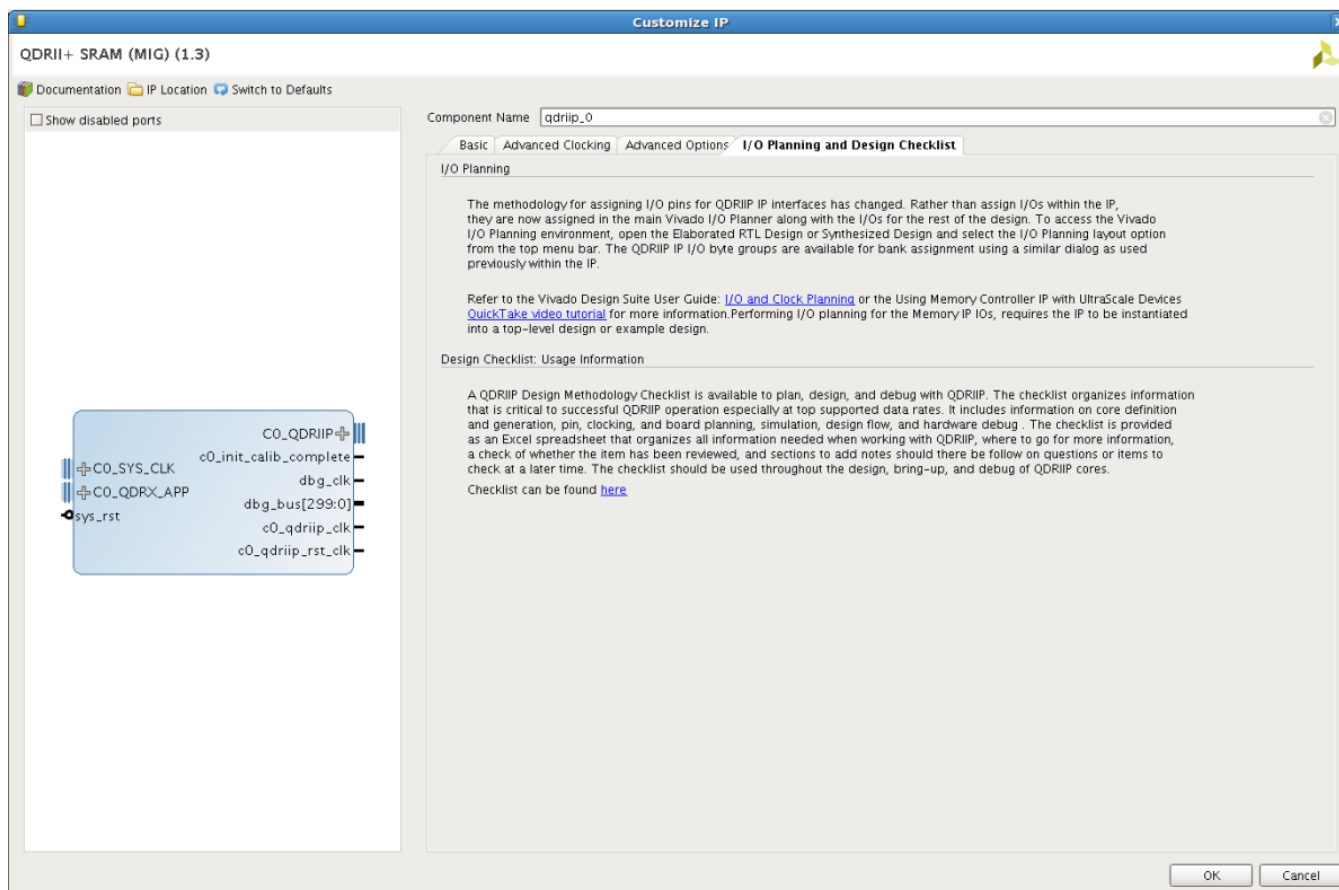 Customize IP
QDRII+ SRAM (MIG) (1.3)
Documentation IP Location Switch to Defaults
Show disabled ports
Component Name qdriip_0
Basic Advanced Clocking Advanced Options I/O Planning and Design Checklist
I/O Planning
The methodology for assigning I/O pins for QDRIIP IP interfaces has changed. Rather than assign I/Os within the IP,
they are now assigned in the main Vivado I/O Planner along with the I/Os for the rest of the design. To access the Vivado
I/O Planning environment, open the Elaborated RTL Design or Synthesized Design and select the I/O Planning layout option
from the top menu bar. The QDRIIP IP I/O byte groups are available for bank assignment using a similar dialog as used
previously within the IP.
Refer to the Vivado Design Suite User Guide: I/O and Clock Planning or the Using Memory Controller IP with UltraScale Devices
QuickTake video tutorial for more information.Performing I/O planning for the Memory IP IOs, requires the IP to be instantiated
into a top-level design or example design.
Design Checklist: Usage Information
A QDRIIP Design Methodology Checklist is available to plan, design, and debug with QDRIIP. The checklist organizes information
that is critical to successful QDRIIP operation especially at top supported data rates. It includes information on core definition
and generation, pin, clocking, and board planning, simulation, design flow, and hardware debug . The checklist is provided
as an Excel spreadsheet that organizes all information needed when working with QDRIIP, where to go for more information,
a check of whether the item has been reviewed, and sections to add notes should there be follow on questions or items to
check at a later time. The checklist should be used throughout the design, bring-up, and debug of QDRIIP cores.
Checklist can be found here
C0_QDRIIP
c0_init_calib_complete
C0_SYS_CLK
dbg_clk
C0_QDRX_APP
dbg_bus[299:0]
sys_rst
c0_qdriip_clk
c0_qdriip_rst_clk
OK Cancel